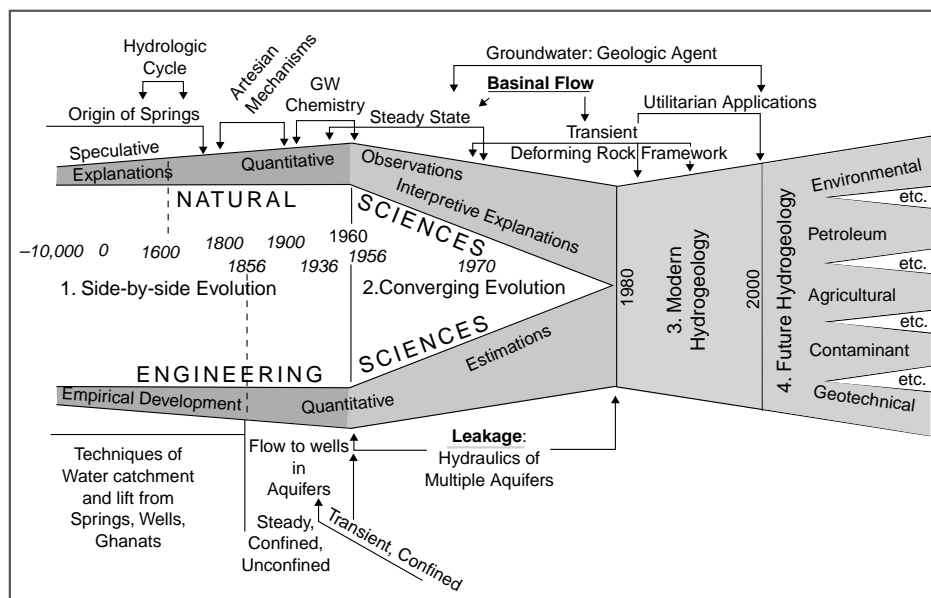 Hydrologic
Cycle
Origin of Springs
Artesian
Mechanisms
GW
Chemistry
Groundwater: Geologic Agent
Basinal Flow
Steady State
Utilitarian Applications
Transient
Deforming Rock Framework
Speculative
Explanations
Quantitative
Observations
Interpretive Explanations
NATURAL
SCIENCES
–10,000 0 1600 1800 1900 1960
1856 1936 1956 1970
1. Side-by-side Evolution
2.Converging Evolution
1980
3. Modern
Hydrogeology
2000
4. Future Hydrogeology
Environmental
etc.
Petroleum
etc.
Agricultural
etc.
Contaminant
etc.
Geotechnical
ENGINEERING
SCIENCES
Empirical Development
Quantitative
Estimations
Techniques of
Water catchment
and lift from
Springs, Wells,
Ghanats
Flow to wells
in
Aquifers
Steady,
Confined,
Unconfined
Transient, Confined
Leakage:
Hydraulics of
Multiple Aquifers